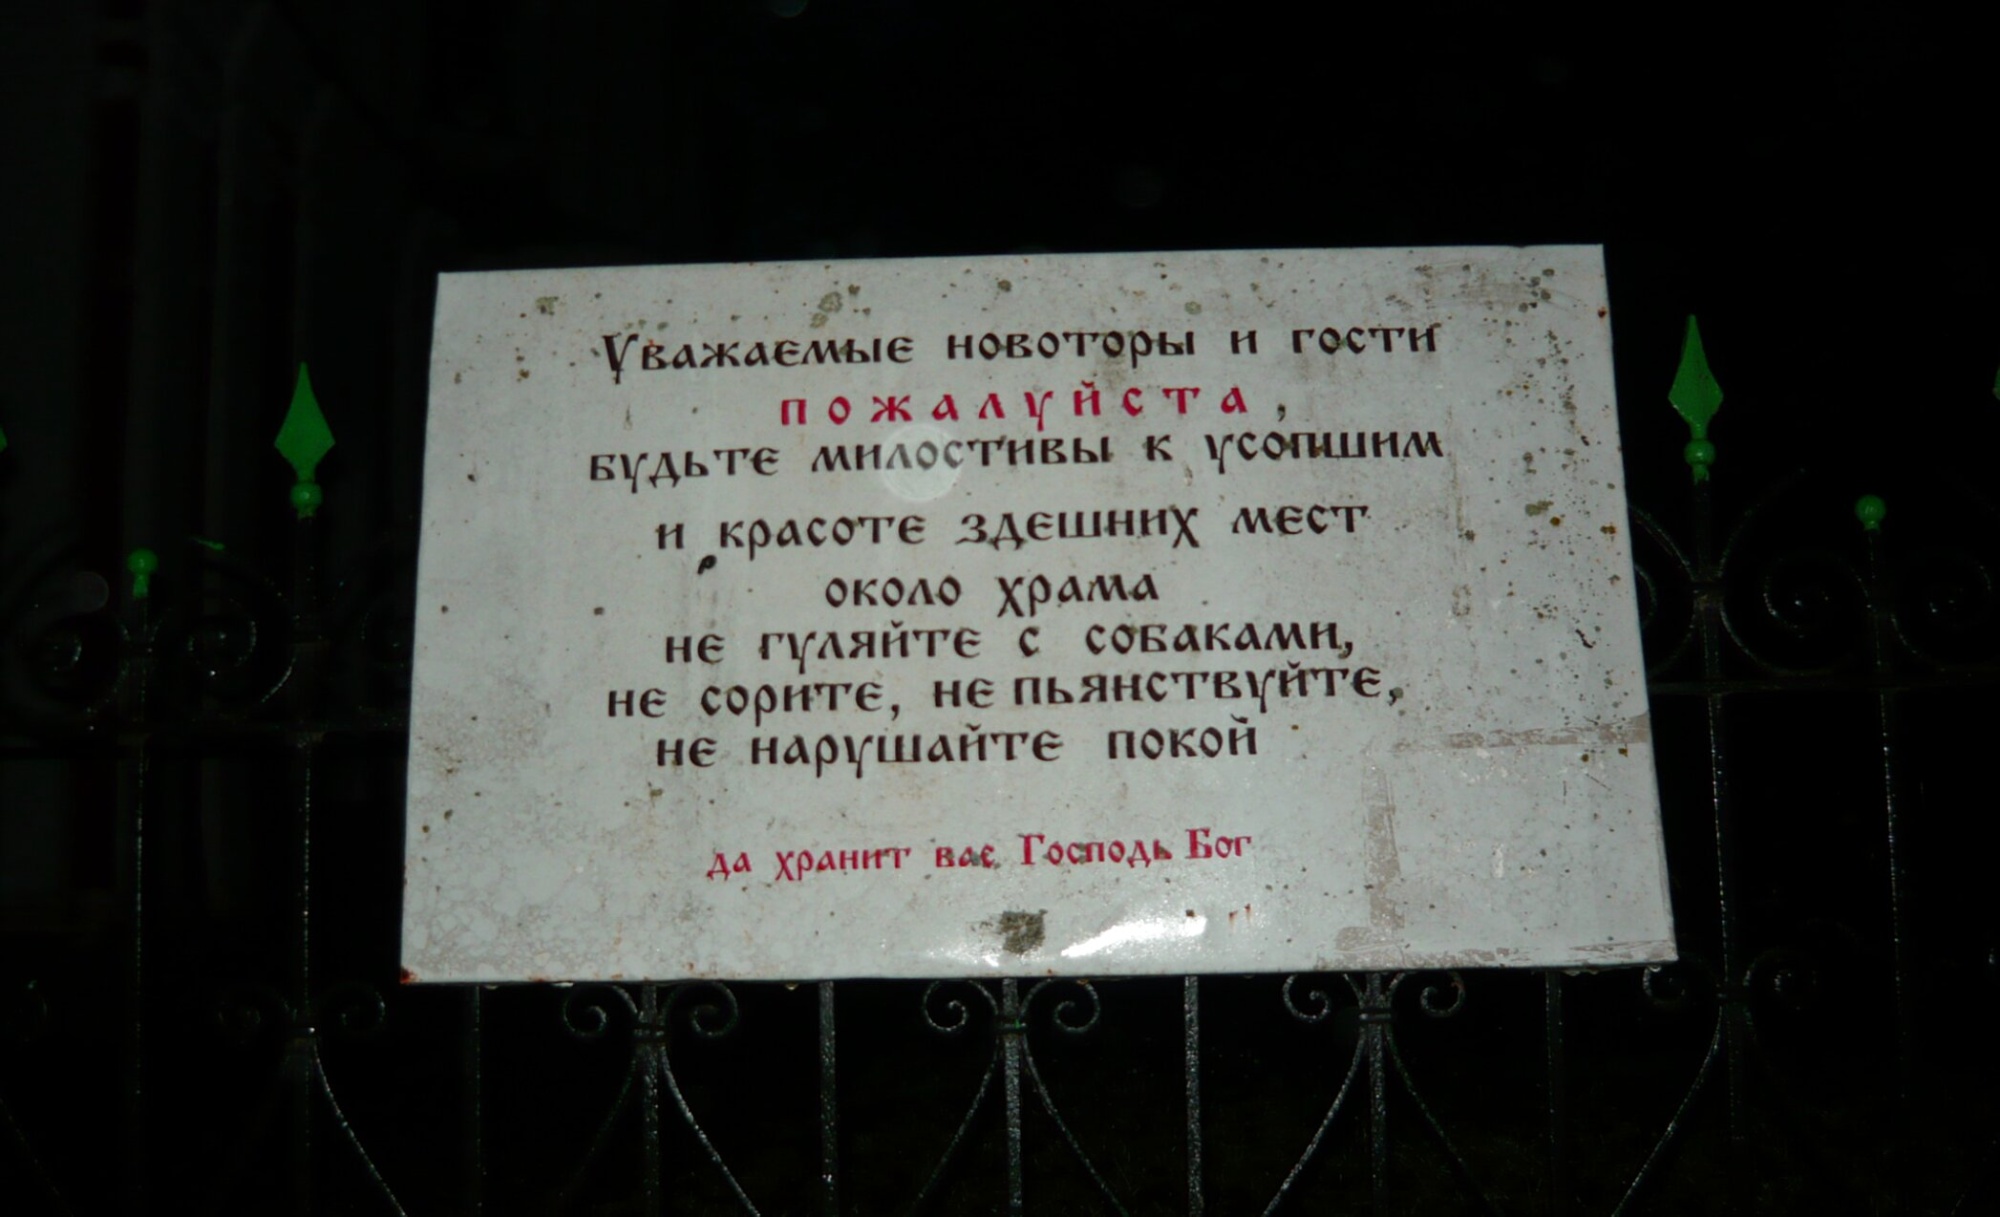 Уважаемые новоторы и гости
пожалуйста,
будьте милостивы к усопшим
и красоте здешних мест
около храма
не гуляйте с собаками,
не сорите, не пьянствуйте,
не нарушайте покой
да хранит вас Господь Бог